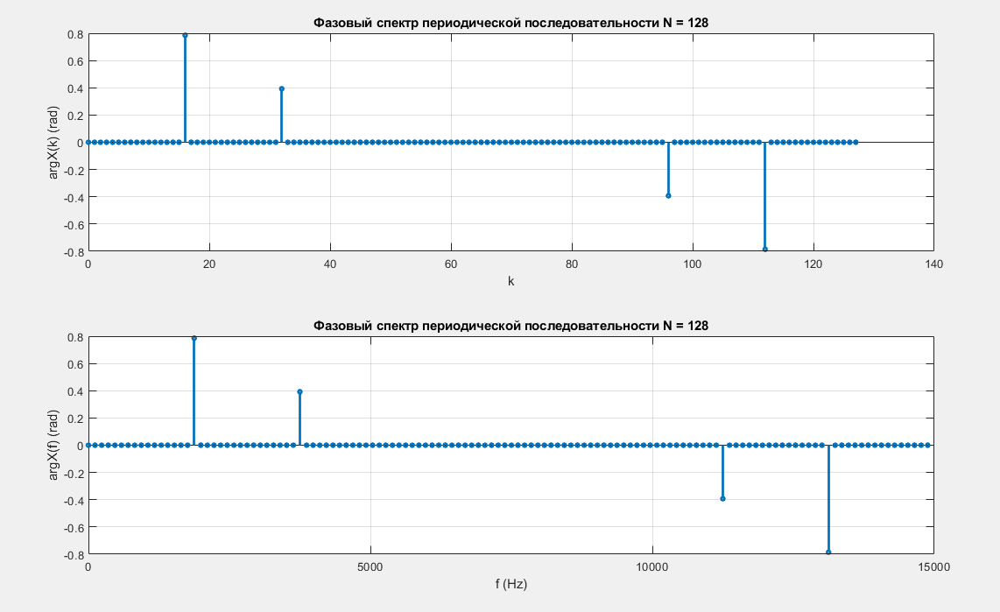 Фазовый спектр периодической последовательности N = 128
argX(k) (rad)
0.8
0.6
0.4
0.2
0
-0.2
-0.4
-0.6
-0.8
0 20 40 60 80 100 120 140
k
Фазовый спектр периодической последовательности N = 128
argX(f) (rad)
0.8
0.6
0.4
0.2
0
-0.2
-0.4
-0.6
-0.8
0 5000 10000 15000
f (Hz)